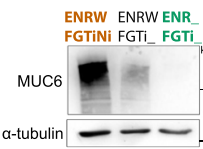 ENRW ENRW ENR_
FGTiNi FGTi_ FGTi_
MUC6
α-tubulin